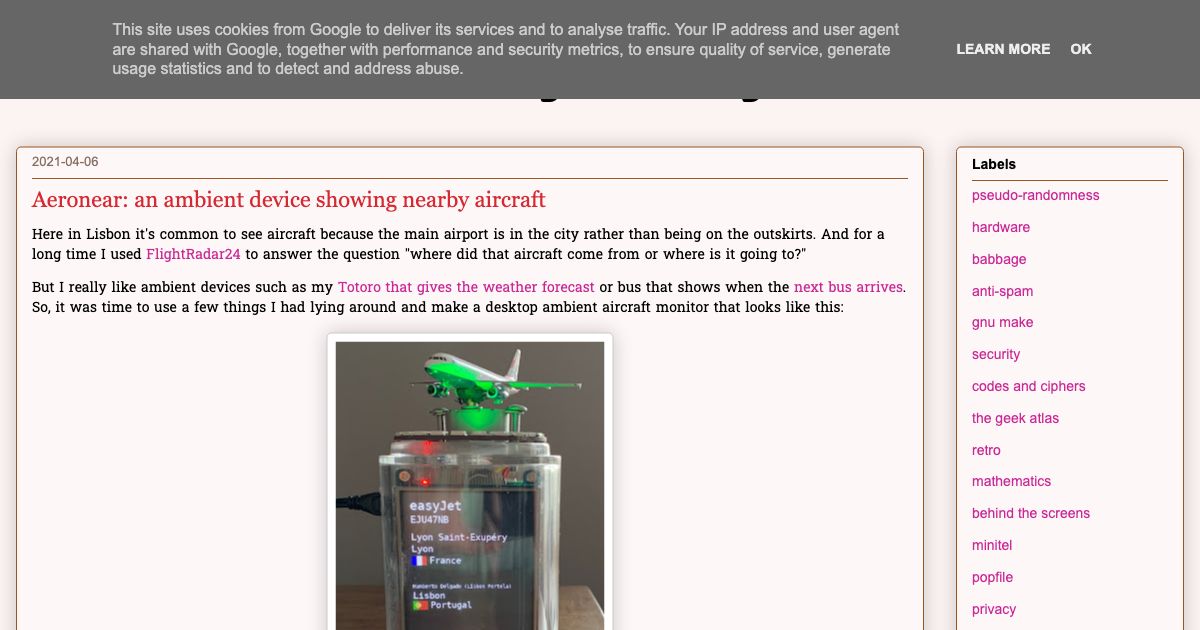 This site uses cookies from Google to deliver its services and to analyse traffic. Your IP address and user agent
are shared with Google, together with performance and security metrics, to ensure quality of service, generate
usage statistics and to detect and address abuse.
LEARN MORE OK
2021-04-06
Aeronear: an ambient device showing nearby aircraft
Here in Lisbon it's common to see aircraft because the main airport is in the city rather than being on the outskirts. And for a
long time I used FlightRadar24 to answer the question "where did that aircraft come from or where is it going to?"
But I really like ambient devices such as my Totoro that gives the weather forecast or bus that shows when the next bus arrives.
So, it was time to use a few things I had lying around and make a desktop ambient aircraft monitor that looks like this:
easyJet
EJU47NB
Lyon Saint-Exupéry
Lyon
France
Humberto Delgado (Lisbon Portela)
Lisbon
Portugal
Labels
pseudo-randomness
hardware
babbage
anti-spam
gnu make
security
codes and ciphers
the geek atlas
retro
mathematics
behind the screens
minitel
popfile
privacy